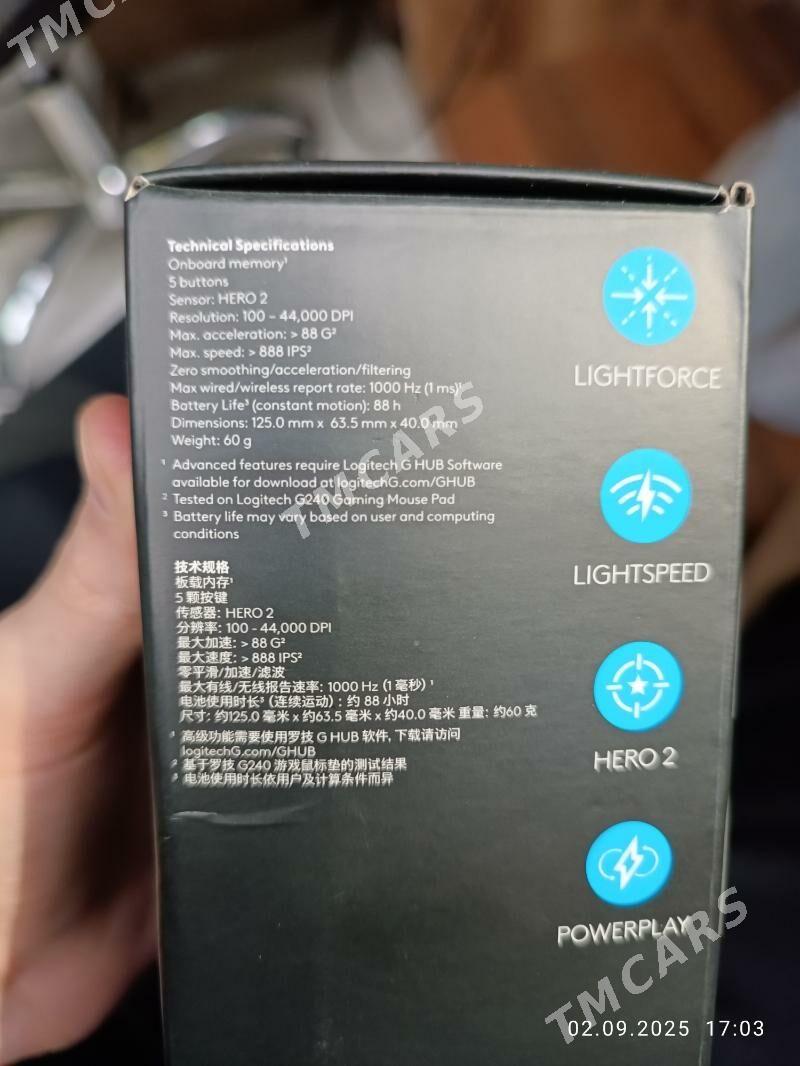 TMCARS
Technical Specifications
Onboard memory¹
5 buttons
Sensor: HERO 2
Resolution: 100 – 44,000 DPI
Max. acceleration: > 88 G²
Max. speed: > 888 IPS²
Zero smoothing/acceleration/filtering
Max wired/wireless report rate: 1000 Hz (1 ms)¹
Battery Life³ (constant motion): 88 h
Dimensions: 125.0 mm x 63.5 mm x 40.0 mm
Weight: 60 g
¹ Advanced features require Logitech G HUB Software
available for download at logitechG.com/GHUB
² Tested on Logitech G240 Gaming Mouse Pad
³ Battery life may vary based on user and computing
conditions
TMCARS
技术规格
板载内存¹
5 颗按键
传感器: HERO 2
分辨率: 100 - 44,000 DPI
最大加速: > 88 G²
最大速度: > 888 IPS²
零平滑/加速/滤波
最大有线/无线报告速率: 1000 Hz (1 毫秒) ¹
电池使用时长³ (连续运动) : 约 88 小时
尺寸: 约125.0 毫米 x 约63.5 毫米 x 约40.0 毫米 重量: 约60 克
¹ 高级功能需要使用罗技 G HUB 软件, 下载请访问
logitechG.com/GHUB
² 基于罗技 G240 游戏鼠标垫的测试结果
³ 电池使用时长依用户及计算条件而异
LIGHTFORCE
LIGHTSPEED
HERO 2
POWERPLAY
TMCARS
02.09.2025 17:03